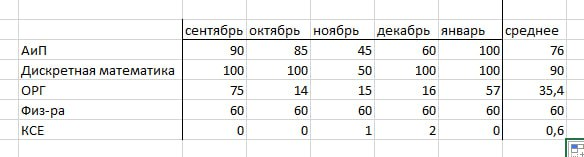 сентябрь октябрь ноябрь декабрь январь среднее
АиП 90 85 45 60 100 76
Дискретная математика 100 100 50 100 100 90
ОРГ 75 14 15 16 57 35,4
Физ-ра 60 60 60 60 60 60
КСЕ 0 0 1 2 0 0,6